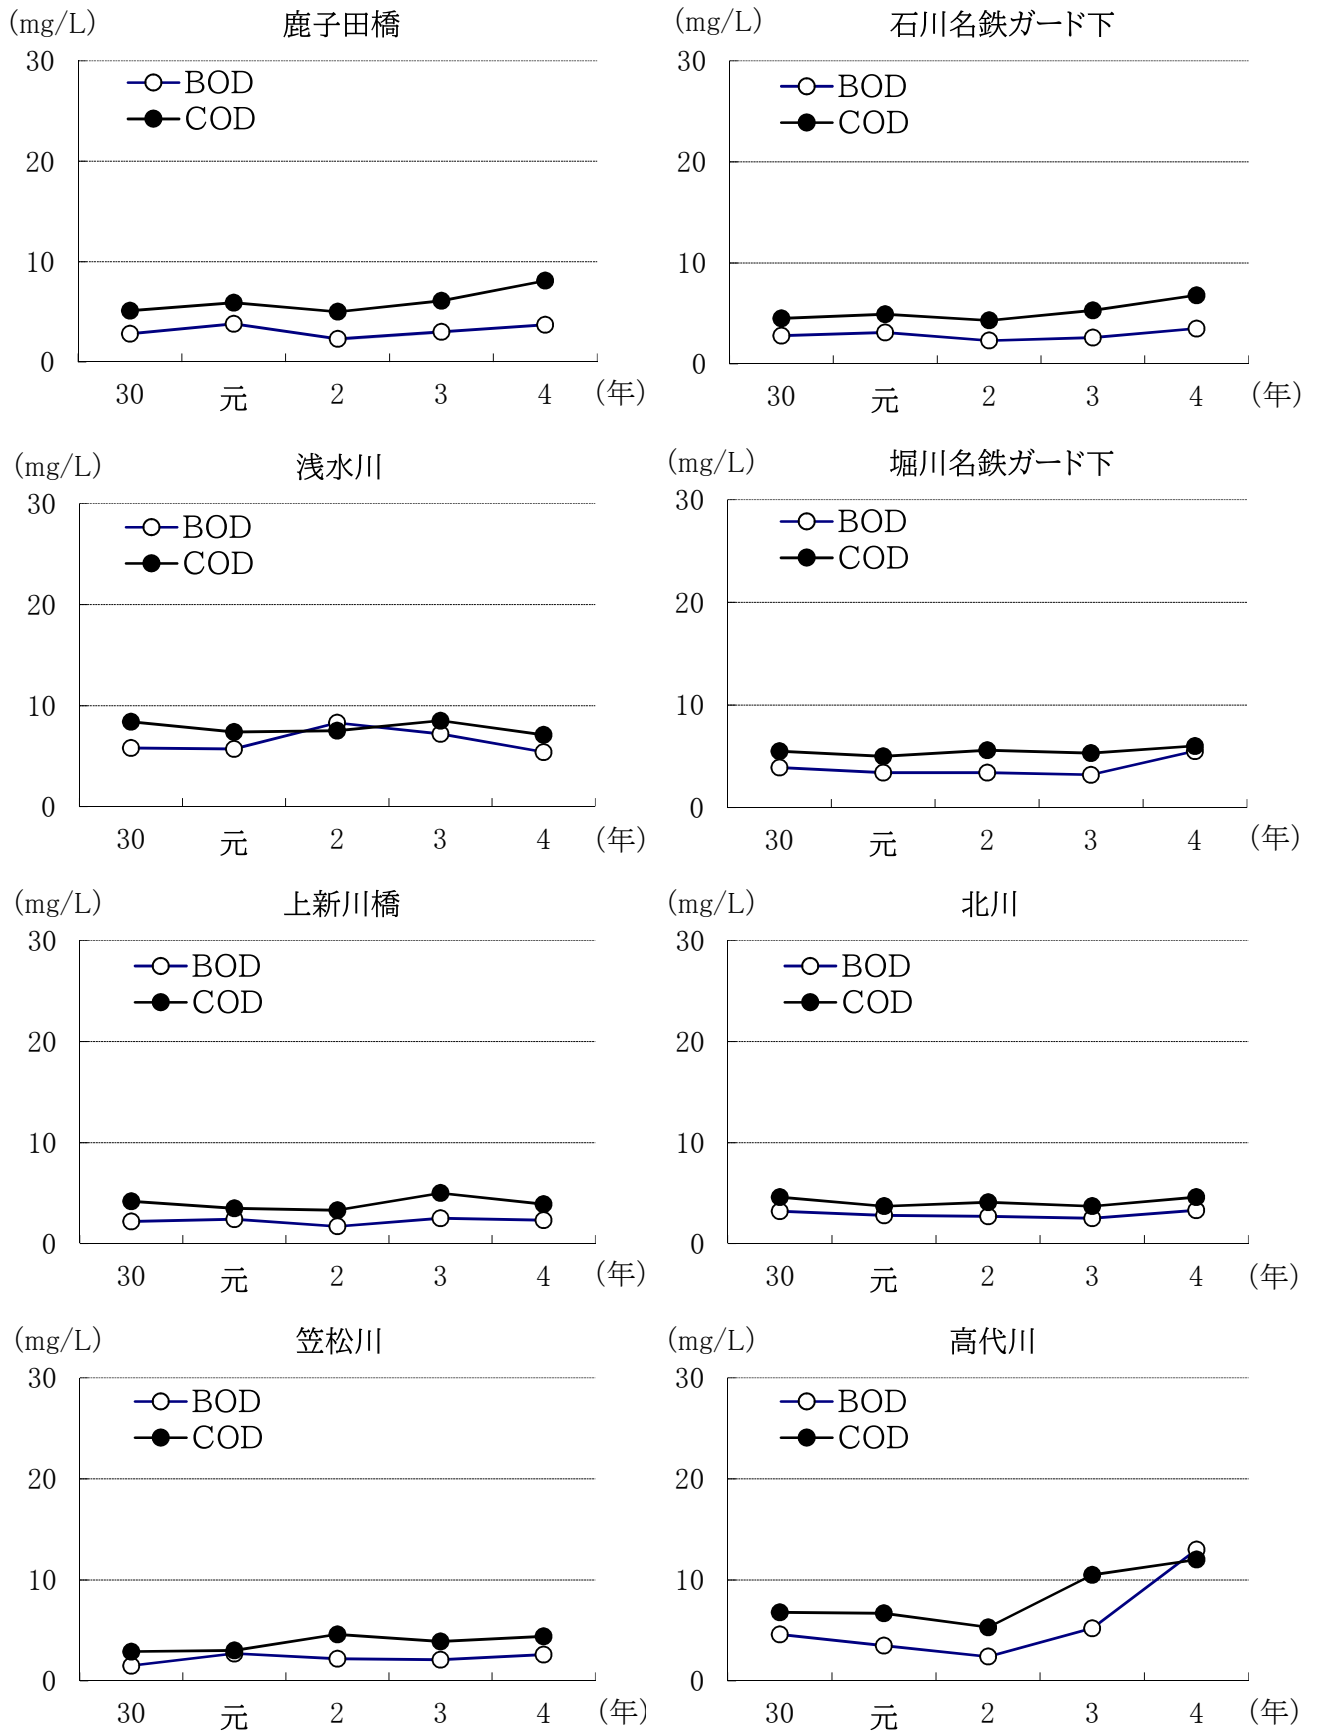 (mg/L) 鹿子田橋
30
BOD
COD
20
10
0
30 元 2 3 4 (年)
(mg/L) 石川名鉄ガード下
30
BOD
COD
20
10
0
30 元 2 3 4 (年)
(mg/L) 浅水川
30
BOD
COD
20
10
0
30 元 2 3 4 (年)
(mg/L) 堀川名鉄ガード下
30
BOD
COD
20
10
0
30 元 2 3 4 (年)
(mg/L) 上新川橋
30
BOD
COD
20
10
0
30 元 2 3 4 (年)
(mg/L) 北川
30
BOD
COD
20
10
0
30 元 2 3 4 (年)
(mg/L) 笠松川
30
BOD
COD
20
10
0
30 元 2 3 4 (年)
(mg/L) 高代川
30
BOD
COD
20
10
0
30 元 2 3 4 (年)